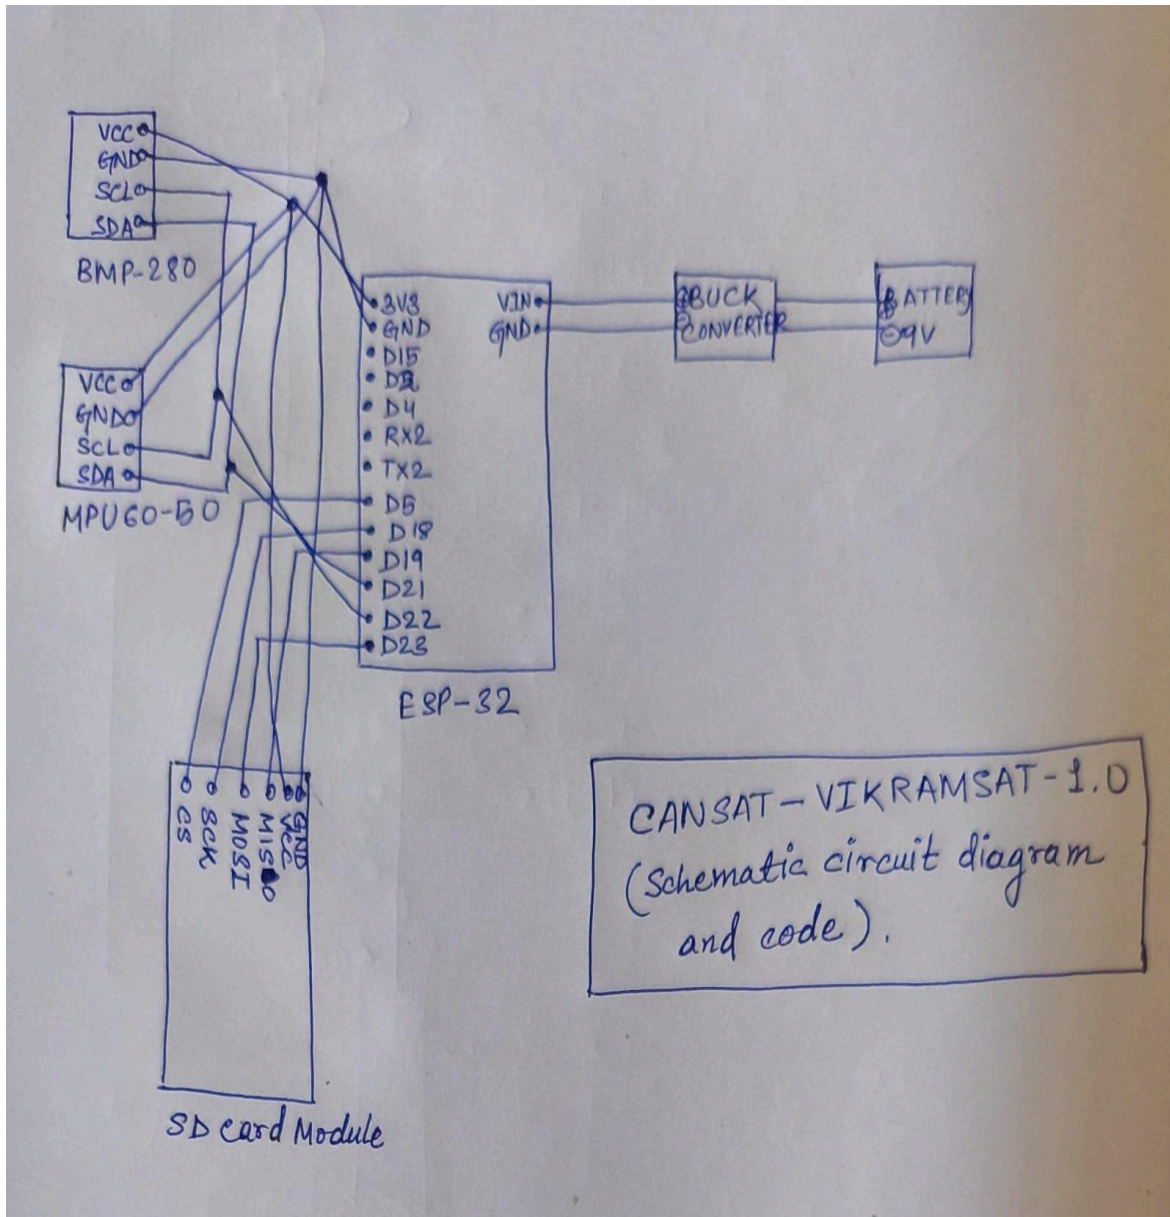 VCC
GND
SCL
SDA
BMP-280
VCC
GND
SCL
SDA
MPU60-50
3V3
GND
D15
D2
D4
RX2
TX2
D5
D18
D19
D21
D22
D23
VIN
GND
ESP-32
BUCK
CONVERTER
BATTERY
9V
CS
SCK
MOSI
MISO
VCC
GND
SD Card Module
CANSAT-VIKRAMSAT-1.0
(Schematic circuit diagram
and code).